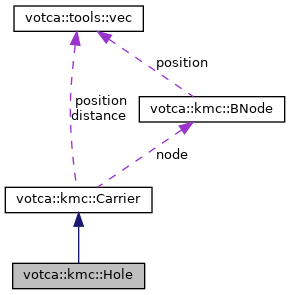 votca::tools::vec
position
position
distance
votca::kmc::BNode
node
votca::kmc::Carrier
votca::kmc::Hole